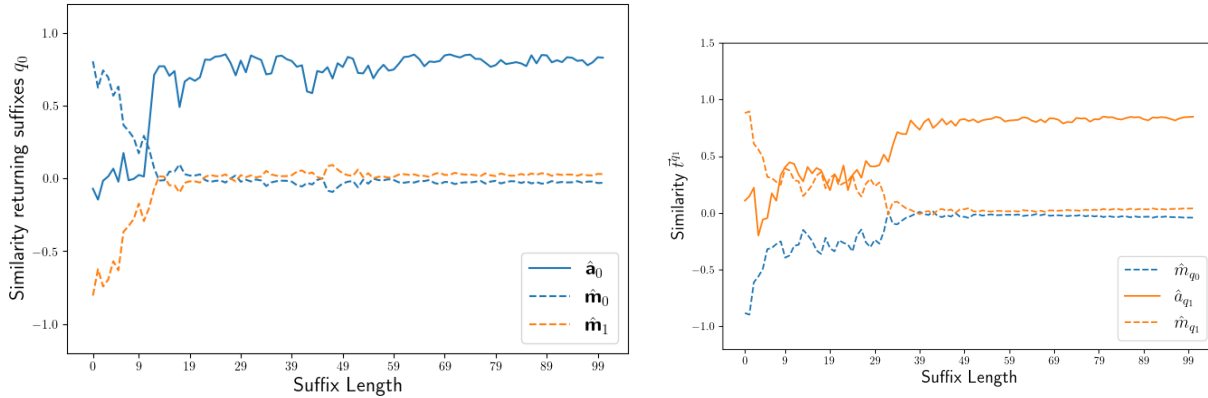 Similarity returning suffixes q₀
1.0
0.5
0.0
−0.5
−1.0
0 9 19 29 39 49 59 69 79 89 99
Suffix Length
â₀
m̂₀
m̂₁
Similarity t⃗^q₁
1.5
1.0
0.5
0.0
−0.5
−1.0
0 9 19 29 39 49 59 69 79 89 99
Suffix Length
m̂_q₀
â_q₁
m̂_q₁